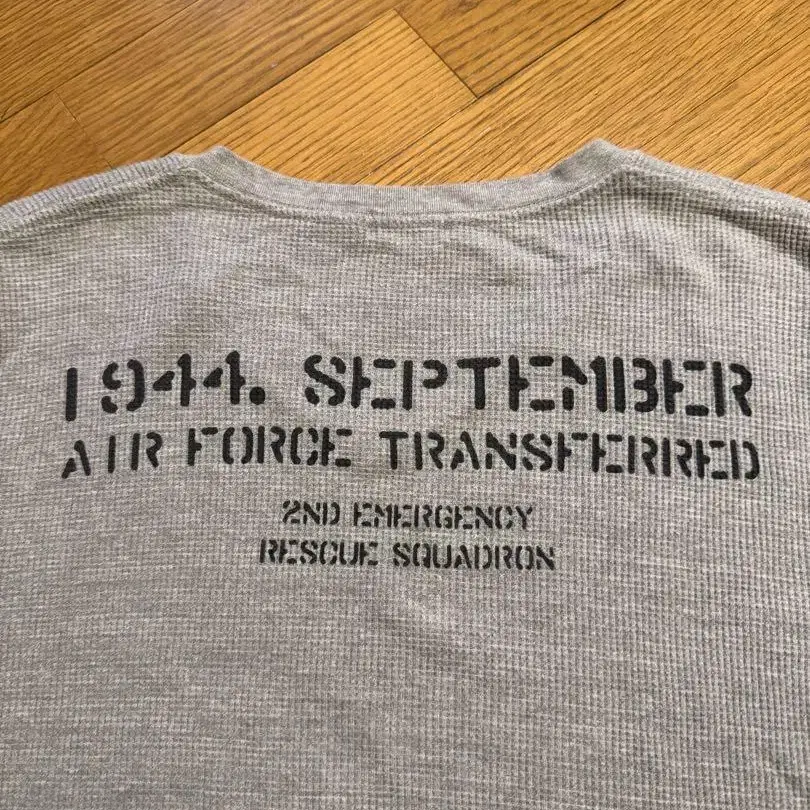 1944. SEPTEMBER
AIR FORCE TRANSFERRED
2ND EMERGENCY
RESCUE SQUADRON